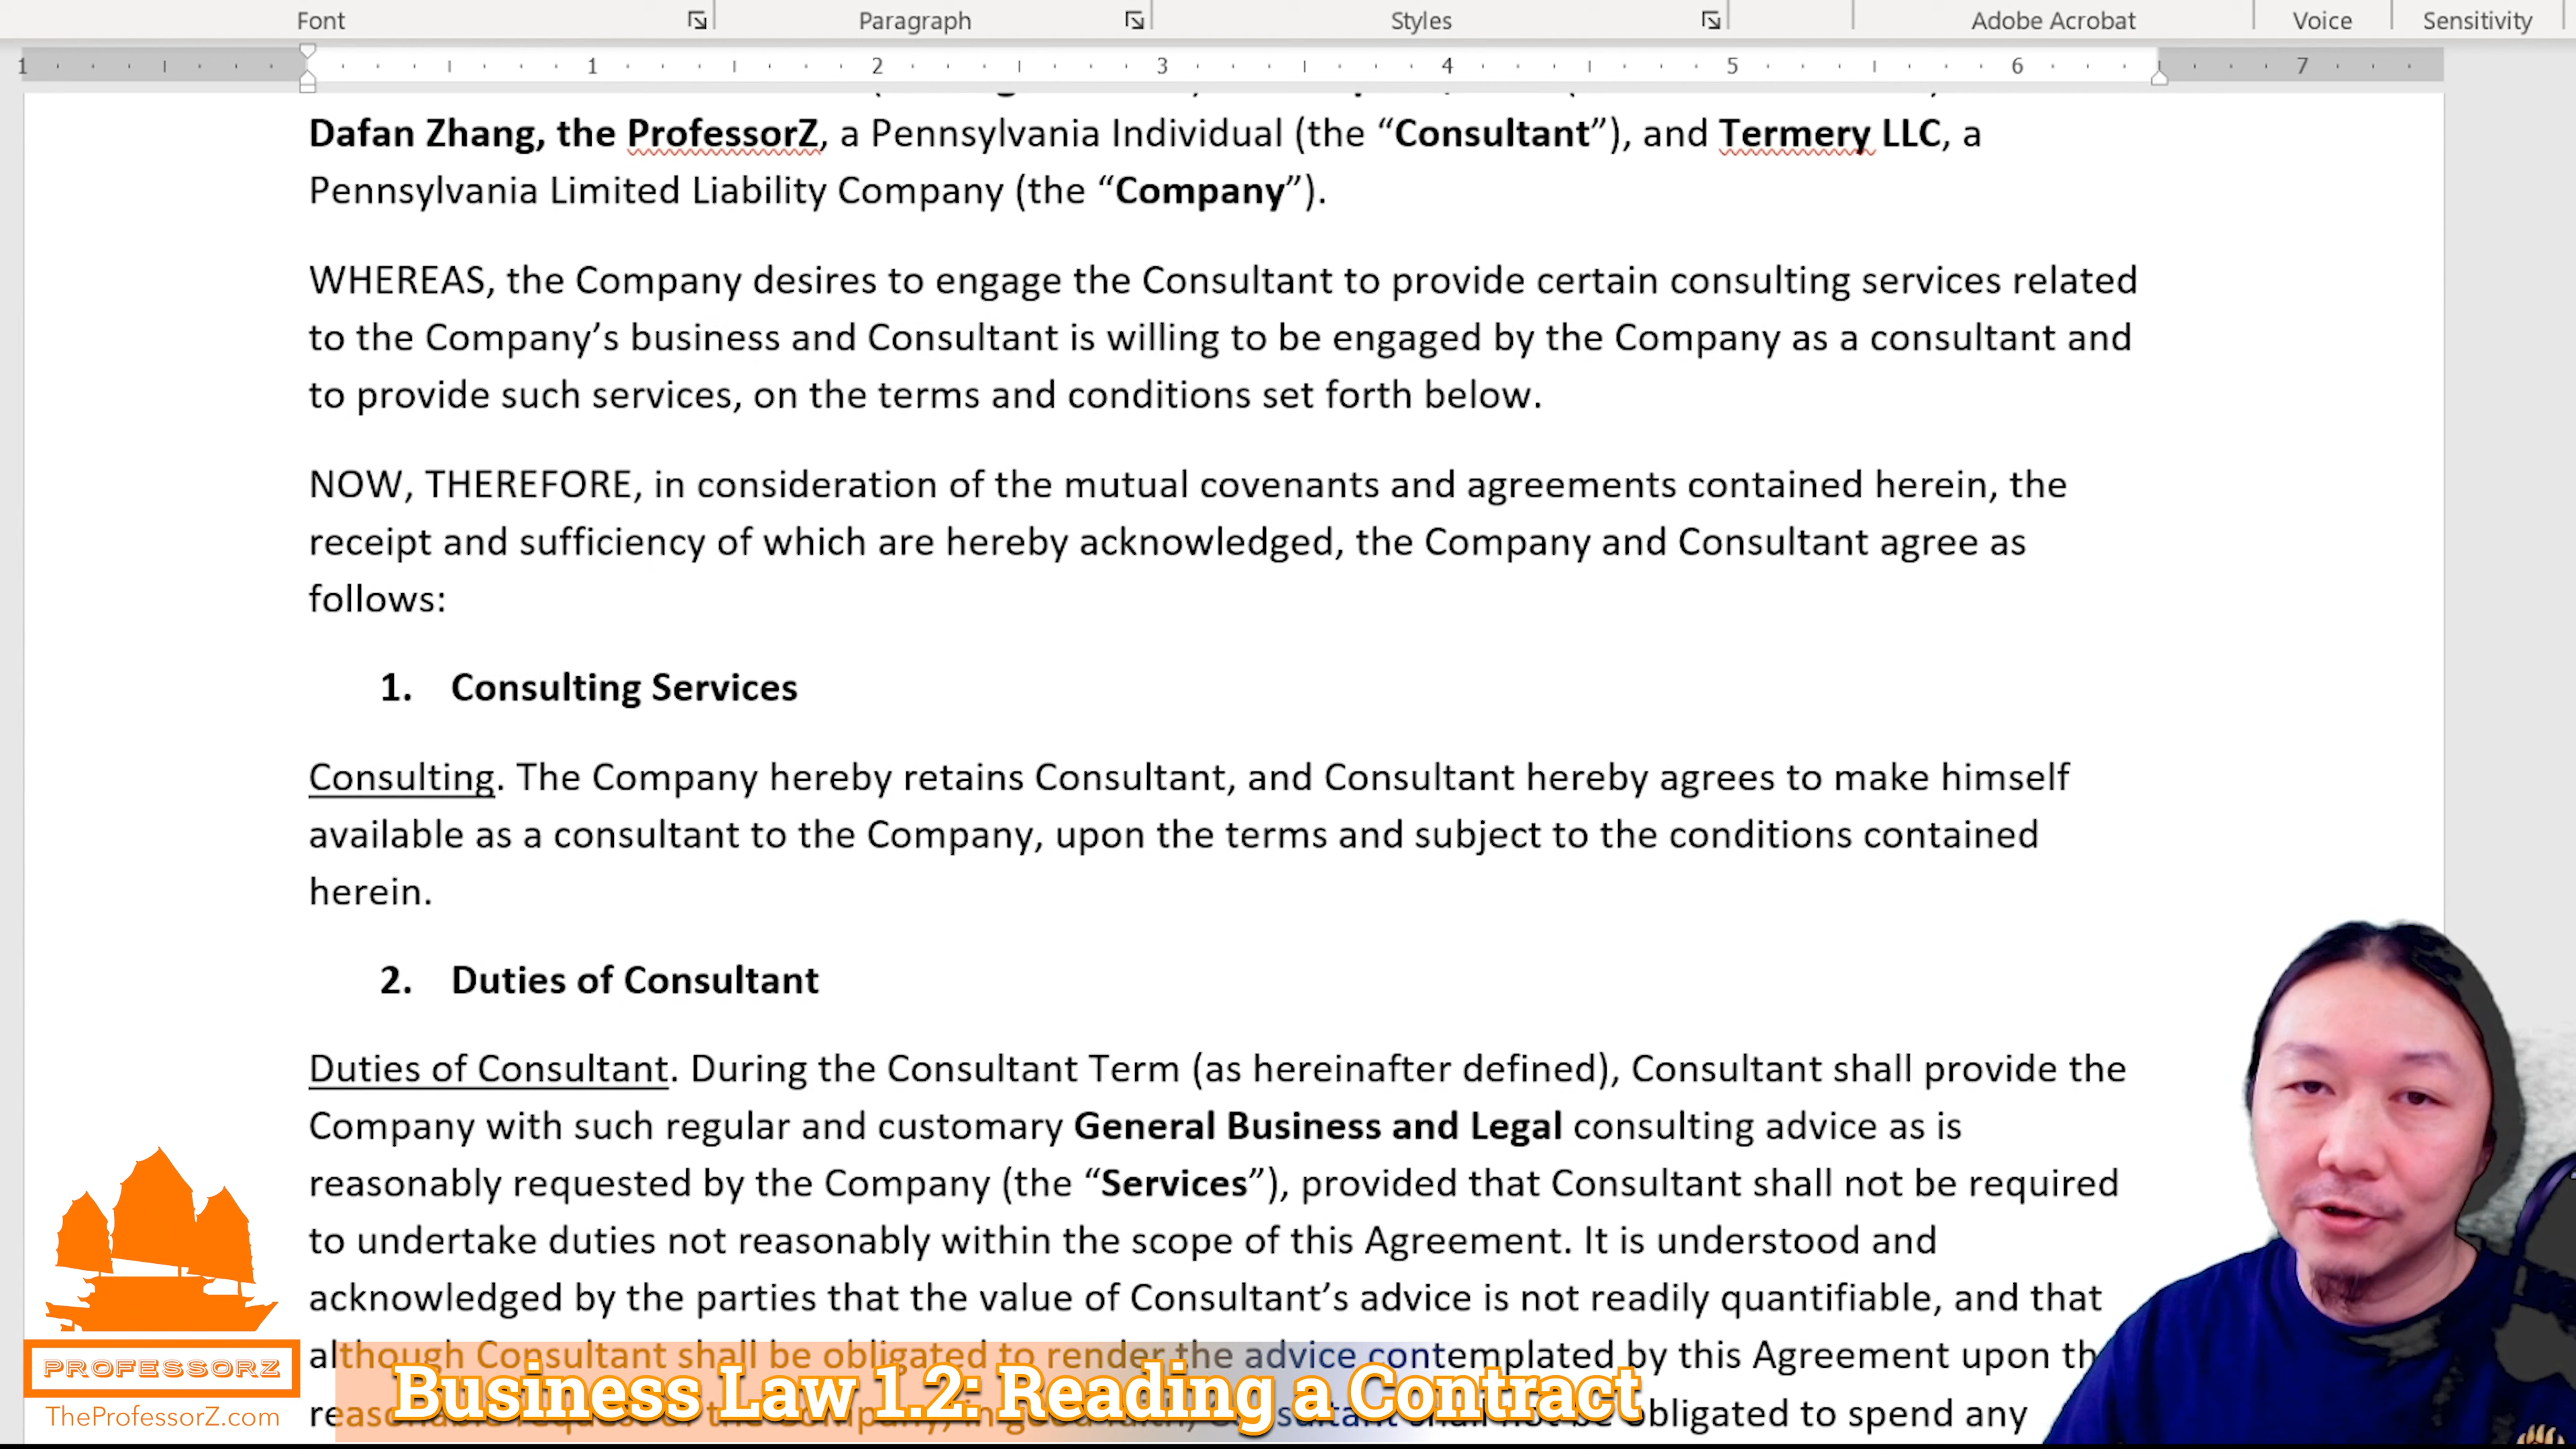 Font Paragraph Styles Adobe Acrobat Voice Sensitivity
1 1 2 3 4 5 6 7
Dafan Zhang, the ProfessorZ, a Pennsylvania Individual (the “Consultant”), and Termery LLC, a
Pennsylvania Limited Liability Company (the “Company”).
WHEREAS, the Company desires to engage the Consultant to provide certain consulting services related
to the Company’s business and Consultant is willing to be engaged by the Company as a consultant and
to provide such services, on the terms and conditions set forth below.
NOW, THEREFORE, in consideration of the mutual covenants and agreements contained herein, the
receipt and sufficiency of which are hereby acknowledged, the Company and Consultant agree as
follows:
1. Consulting Services
Consulting. The Company hereby retains Consultant, and Consultant hereby agrees to make himself
available as a consultant to the Company, upon the terms and subject to the conditions contained
herein.
2. Duties of Consultant
Duties of Consultant. During the Consultant Term (as hereinafter defined), Consultant shall provide the
Company with such regular and customary General Business and Legal consulting advice as is
reasonably requested by the Company (the “Services”), provided that Consultant shall not be required
to undertake duties not reasonably within the scope of this Agreement. It is understood and
acknowledged by the parties that the value of Consultant’s advice is not readily quantifiable, and that
although Consultant shall be obligated to render the advice contemplated by this Agreement upon
obligated to spend any
Business Law 1.2: Reading a Contract
PROFESSORZ
TheProfessorZ.com